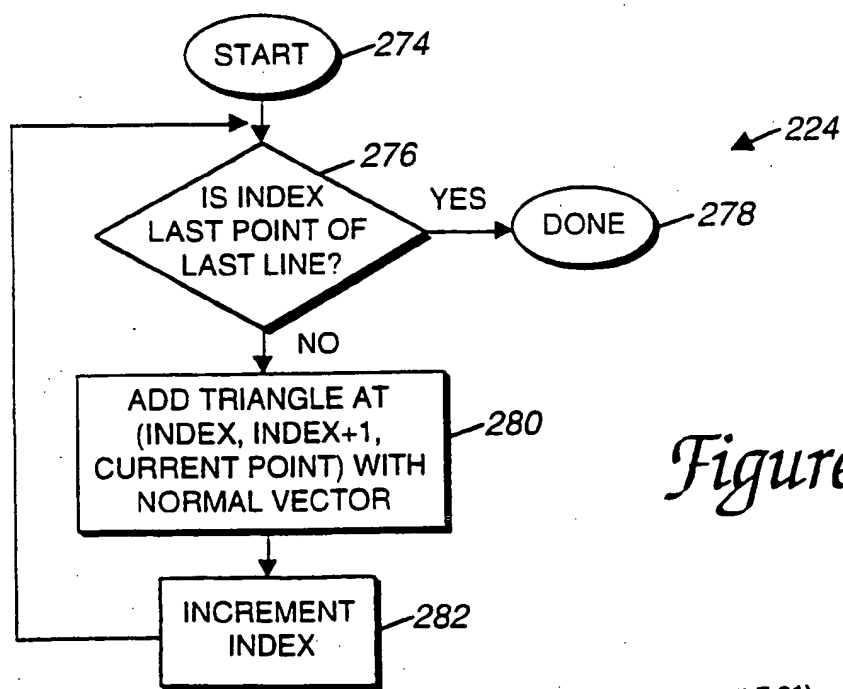 START
274
224
276
IS INDEX
LAST POINT OF
LAST LINE?
YES
DONE
278
NO
ADD TRIANGLE AT
(INDEX, INDEX+1,
CURRENT POINT) WITH
NORMAL VECTOR
280
Figure
INCREMENT
INDEX
282